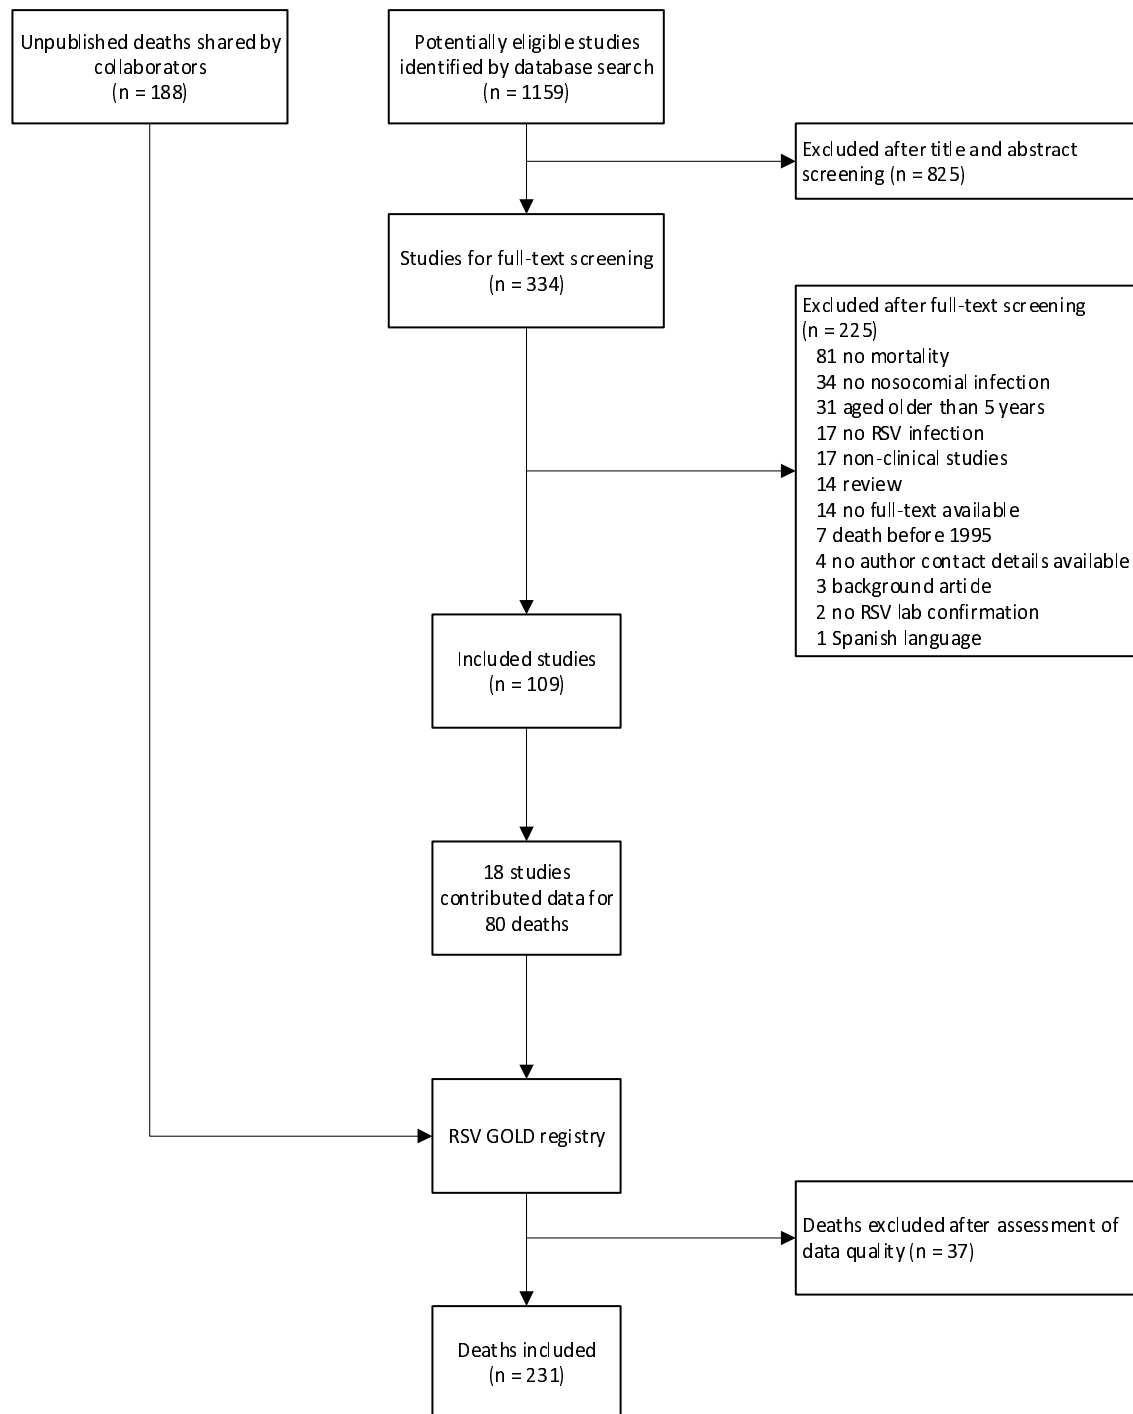 Unpublished deaths shared by
collaborators
(n = 188)
Potentially eligible studies
identified by database search
(n = 1159)
Excluded after title and abstract
screening (n = 825)
Studies for full-text screening
(n = 334)
Excluded after full-text screening
(n = 225)
81 no mortality
34 no nosocomial infection
31 aged older than 5 years
17 no RSV infection
17 non-clinical studies
14 review
14 no full-text available
7 death before 1995
4 no author contact details available
3 background article
2 no RSV lab confirmation
1 Spanish language
Included studies
(n = 109)
18 studies
contributed data for
80 deaths
RSV GOLD registry
Deaths excluded after assessment of
data quality (n = 37)
Deaths included
(n = 231)